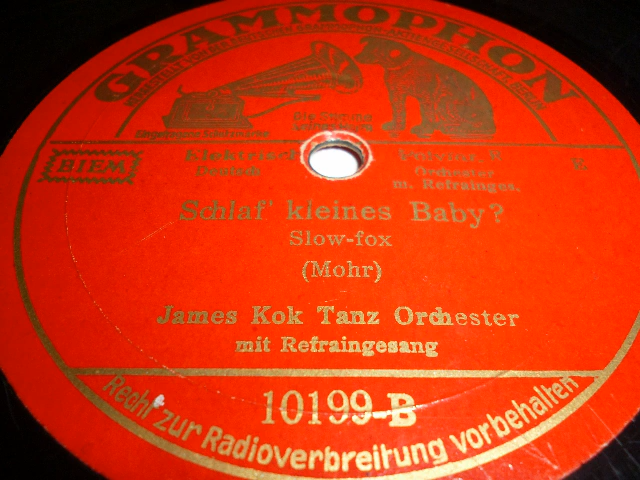 GRAMMOPHON
Die Stimme
BIEM
Elektrisch
Deutsch
Orchester
m. Refrainges.
K
Schlaf' kleines Baby?
Slow-fox
(Mohr)
James Kok Tanz Orchester
mit Refraingesang
10199-B
Recht zur Radioverbreitung vorbehalten